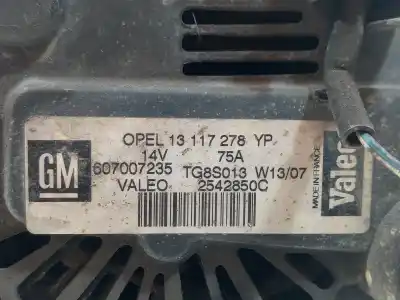 OPEL 13 117 278 YP
14V 75A
607007235 TG8S013 W13/07
VALEO 2542850C
GM
MADE IN FRANCE
Valeo